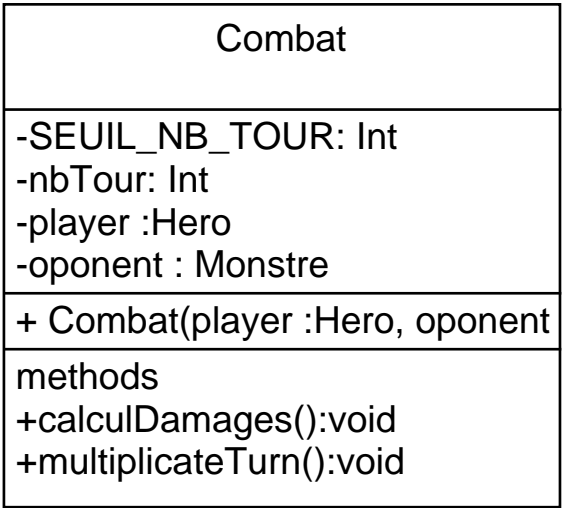 Combat
-SEUIL_NB_TOUR: Int
-nbTour: Int
-player :Hero
-oponent : Monstre
+ Combat(player :Hero, oponent
methods
+calculDamages():void
+multiplicateTurn():void